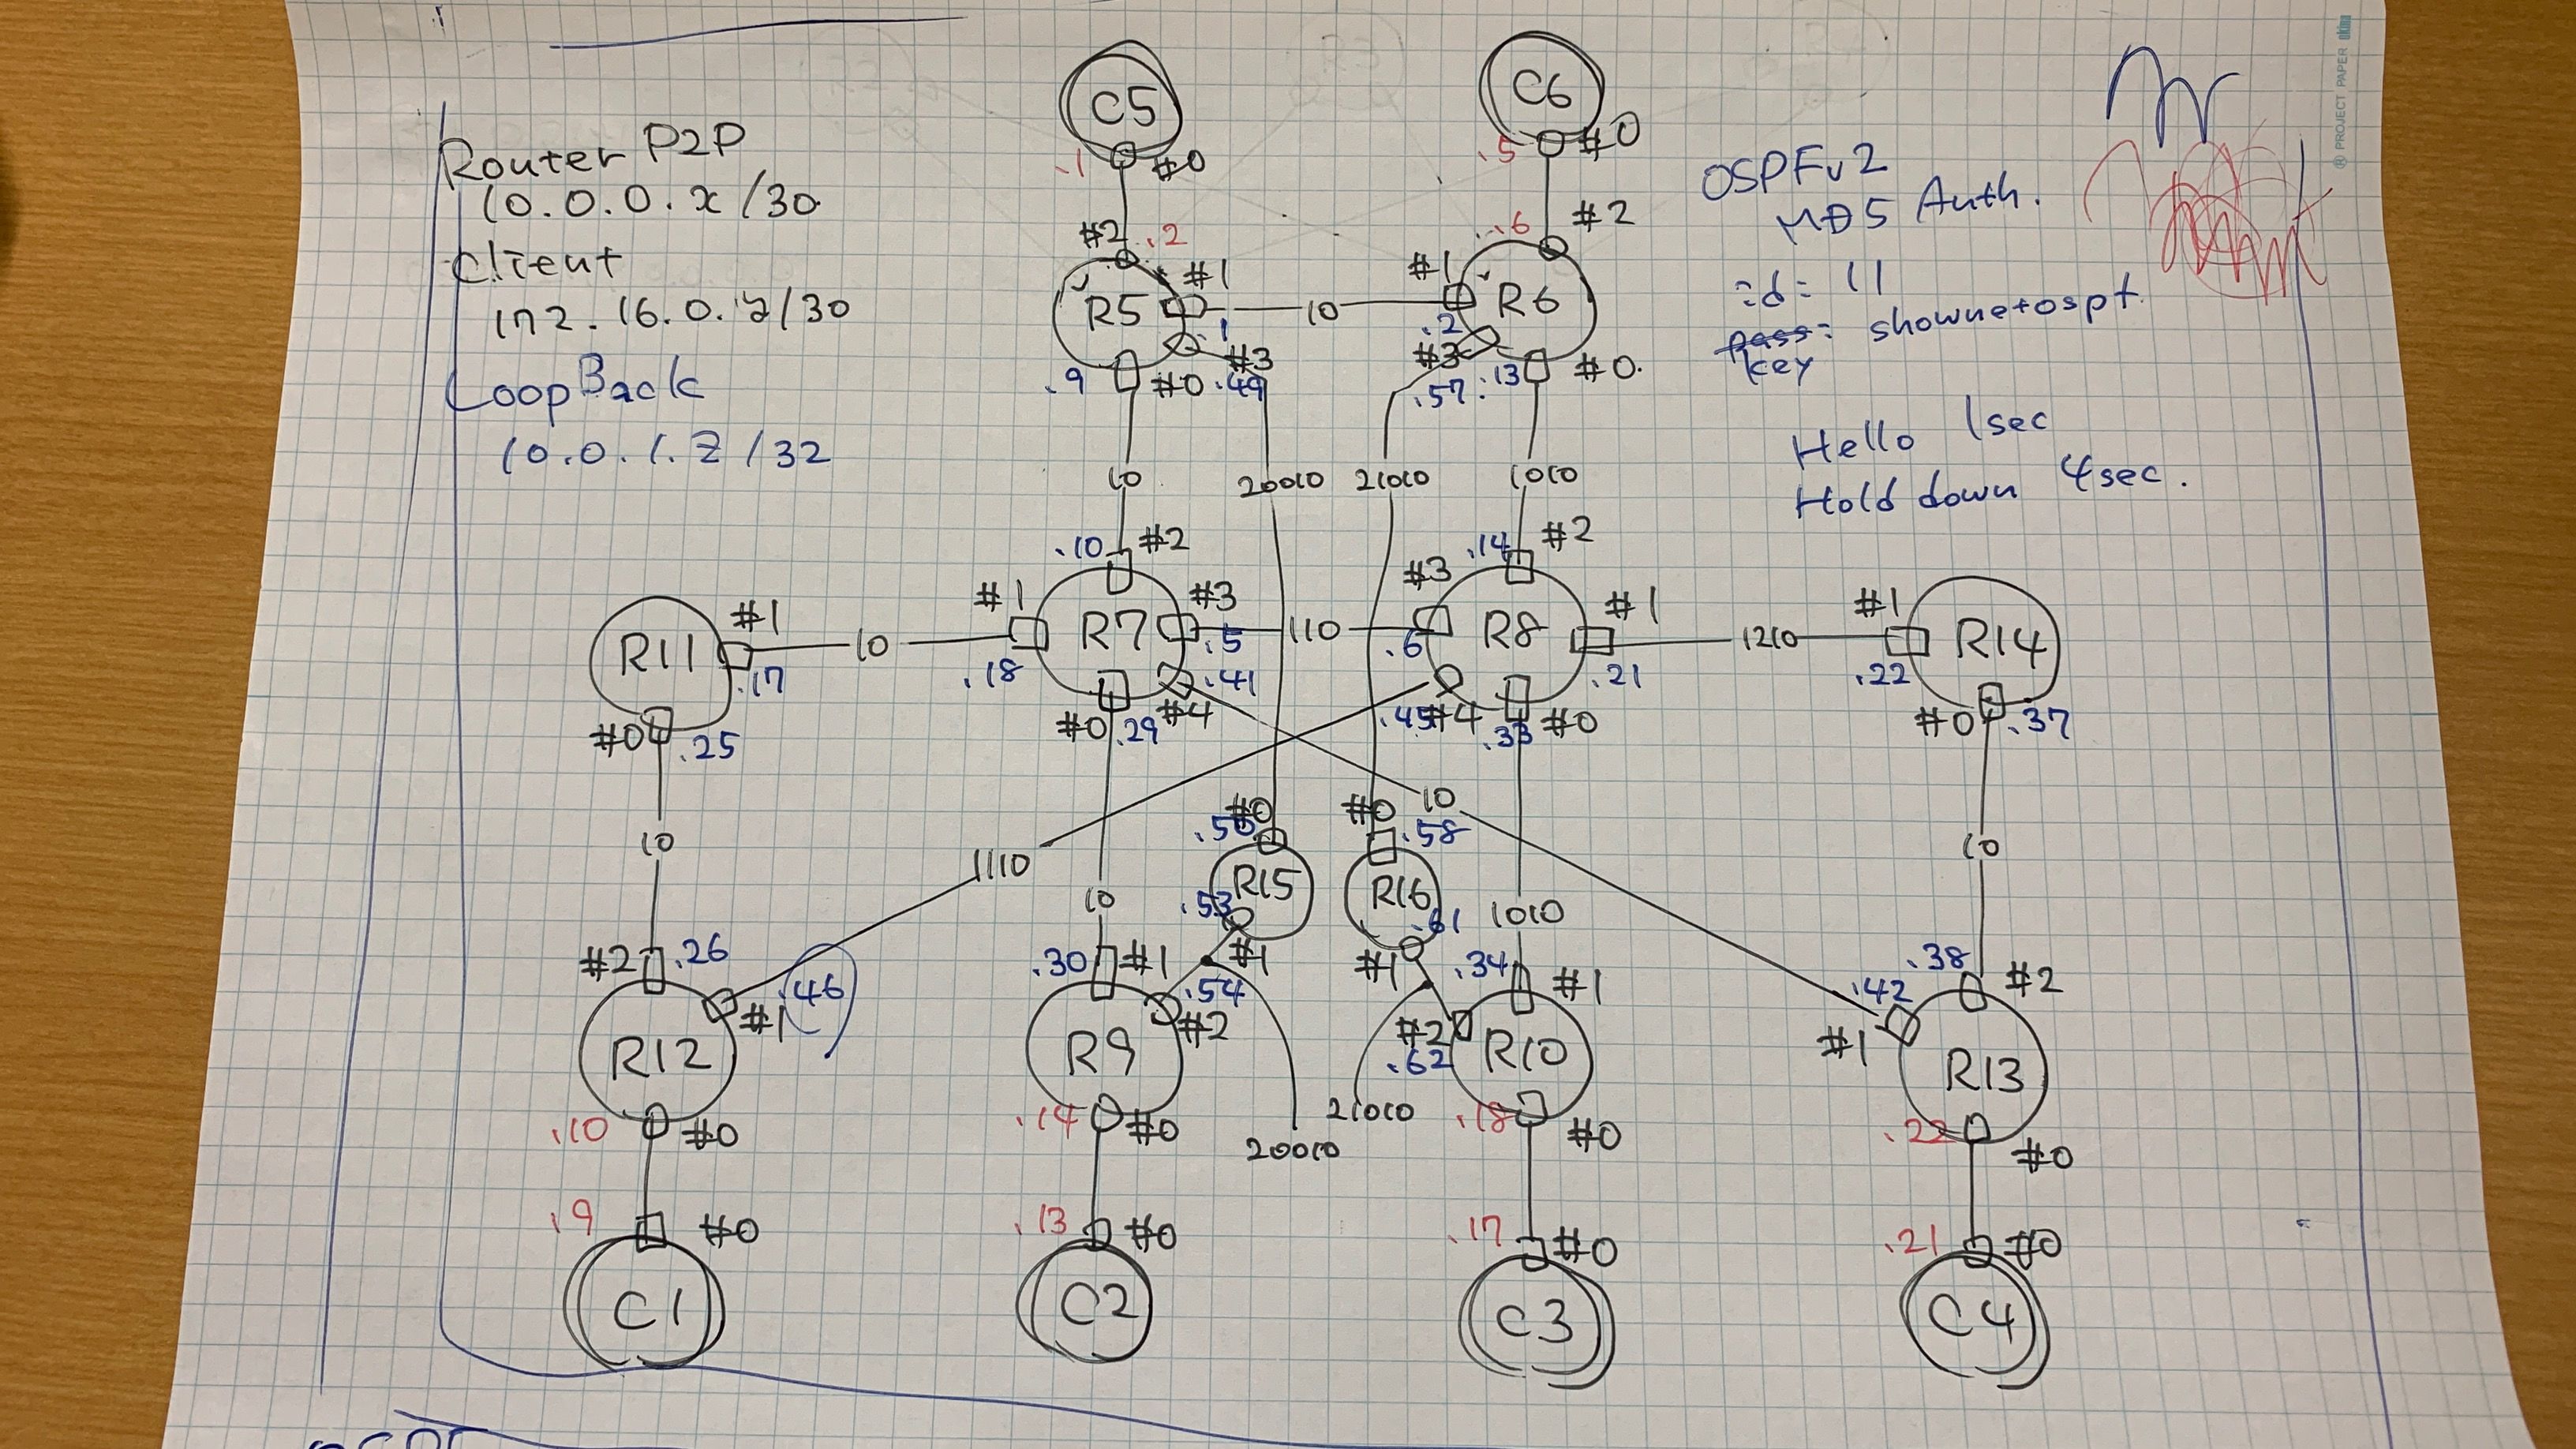 Router P2P
10.0.0.x/30
client
172.16.0.y/30
LoopBack
10.0.1.Z/32
OSPFv2
MD5 Auth.
id= 11
pass: shownetospf
key
Hello 1sec
Hold down 4sec.
PROJECT PAPER
C5
.1 #0
C6
.5 #0
#2 .2
R5
#1
.1
#3
.9 #0 .49
10
.6 #2
#1
R6
.2
#3
.57 .13 #0.
10 20010 21010 1010
.10 #2
.14 #2
R11
#1
.17
#0 .25
10
#1
.18
R7
#3
.5
.41
#0 .29 #4
110
#3
.6
R8
#1
.21
.45 #4 .33 #0
1210
#1
.22
R14
#0 .37
10
1110
10
#0
.50
R15
.53
#1
#0
.58
R16
.61
#1
10
1010
10
#2 .26
R12
#1 .46
.10 #0
.30 #1
R9
.54
#2
.14 #0
20010
21010
.34 #1
#2
.62
R10
.18 #0
.38 #2
.42
#1
R13
.22 #0
.9 #0
C1
.13 #0
C2
.17 #0
C3
.21 #0
C4